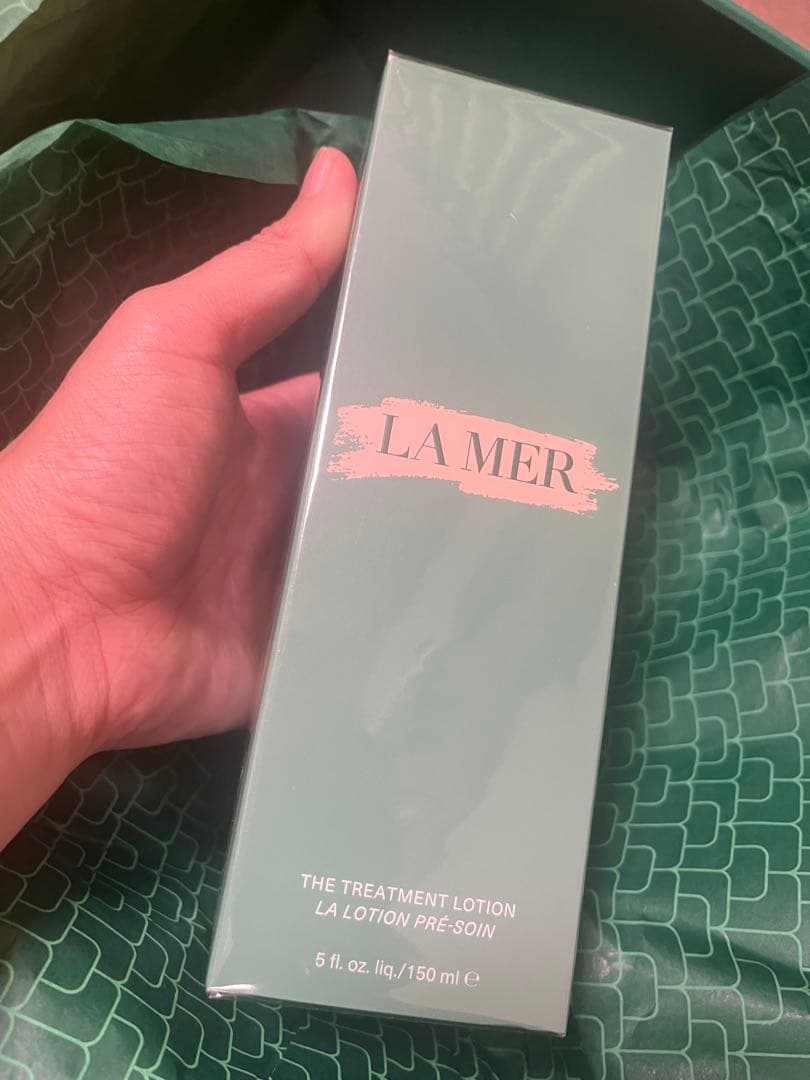 LA MER
THE TREATMENT LOTION
LA LOTION PRÉ-SOIN
5 fl. oz. liq./150 ml ℮